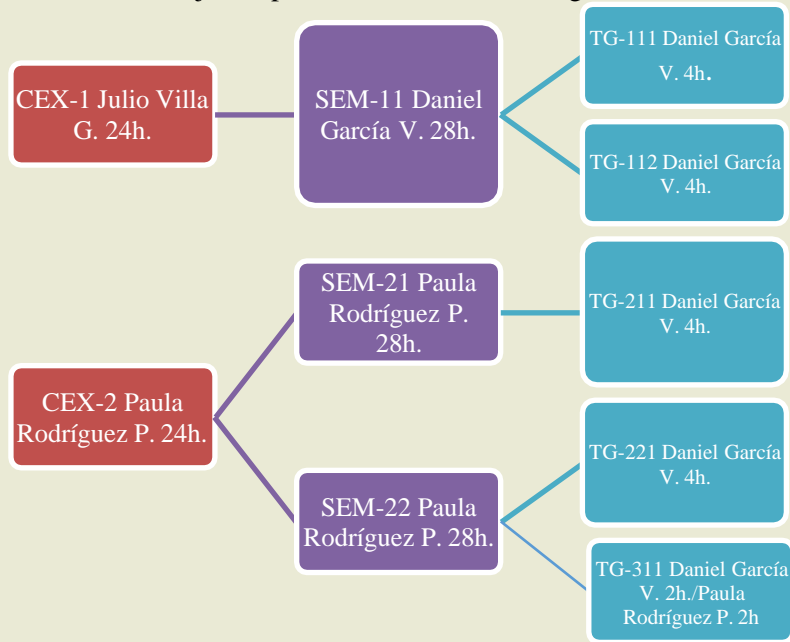 CEX-1 Julio Villa
G. 24h.
SEM-11 Daniel
García V. 28h.
TG-111 Daniel García
V. 4h.
TG-112 Daniel García
V. 4h.
CEX-2 Paula
Rodríguez P. 24h.
SEM-21 Paula
Rodríguez P.
28h.
TG-211 Daniel García
V. 4h.
SEM-22 Paula
Rodríguez P. 28h.
TG-221 Daniel García
V. 4h.
TG-311 Daniel García
V. 2h./Paula
Rodríguez P. 2h